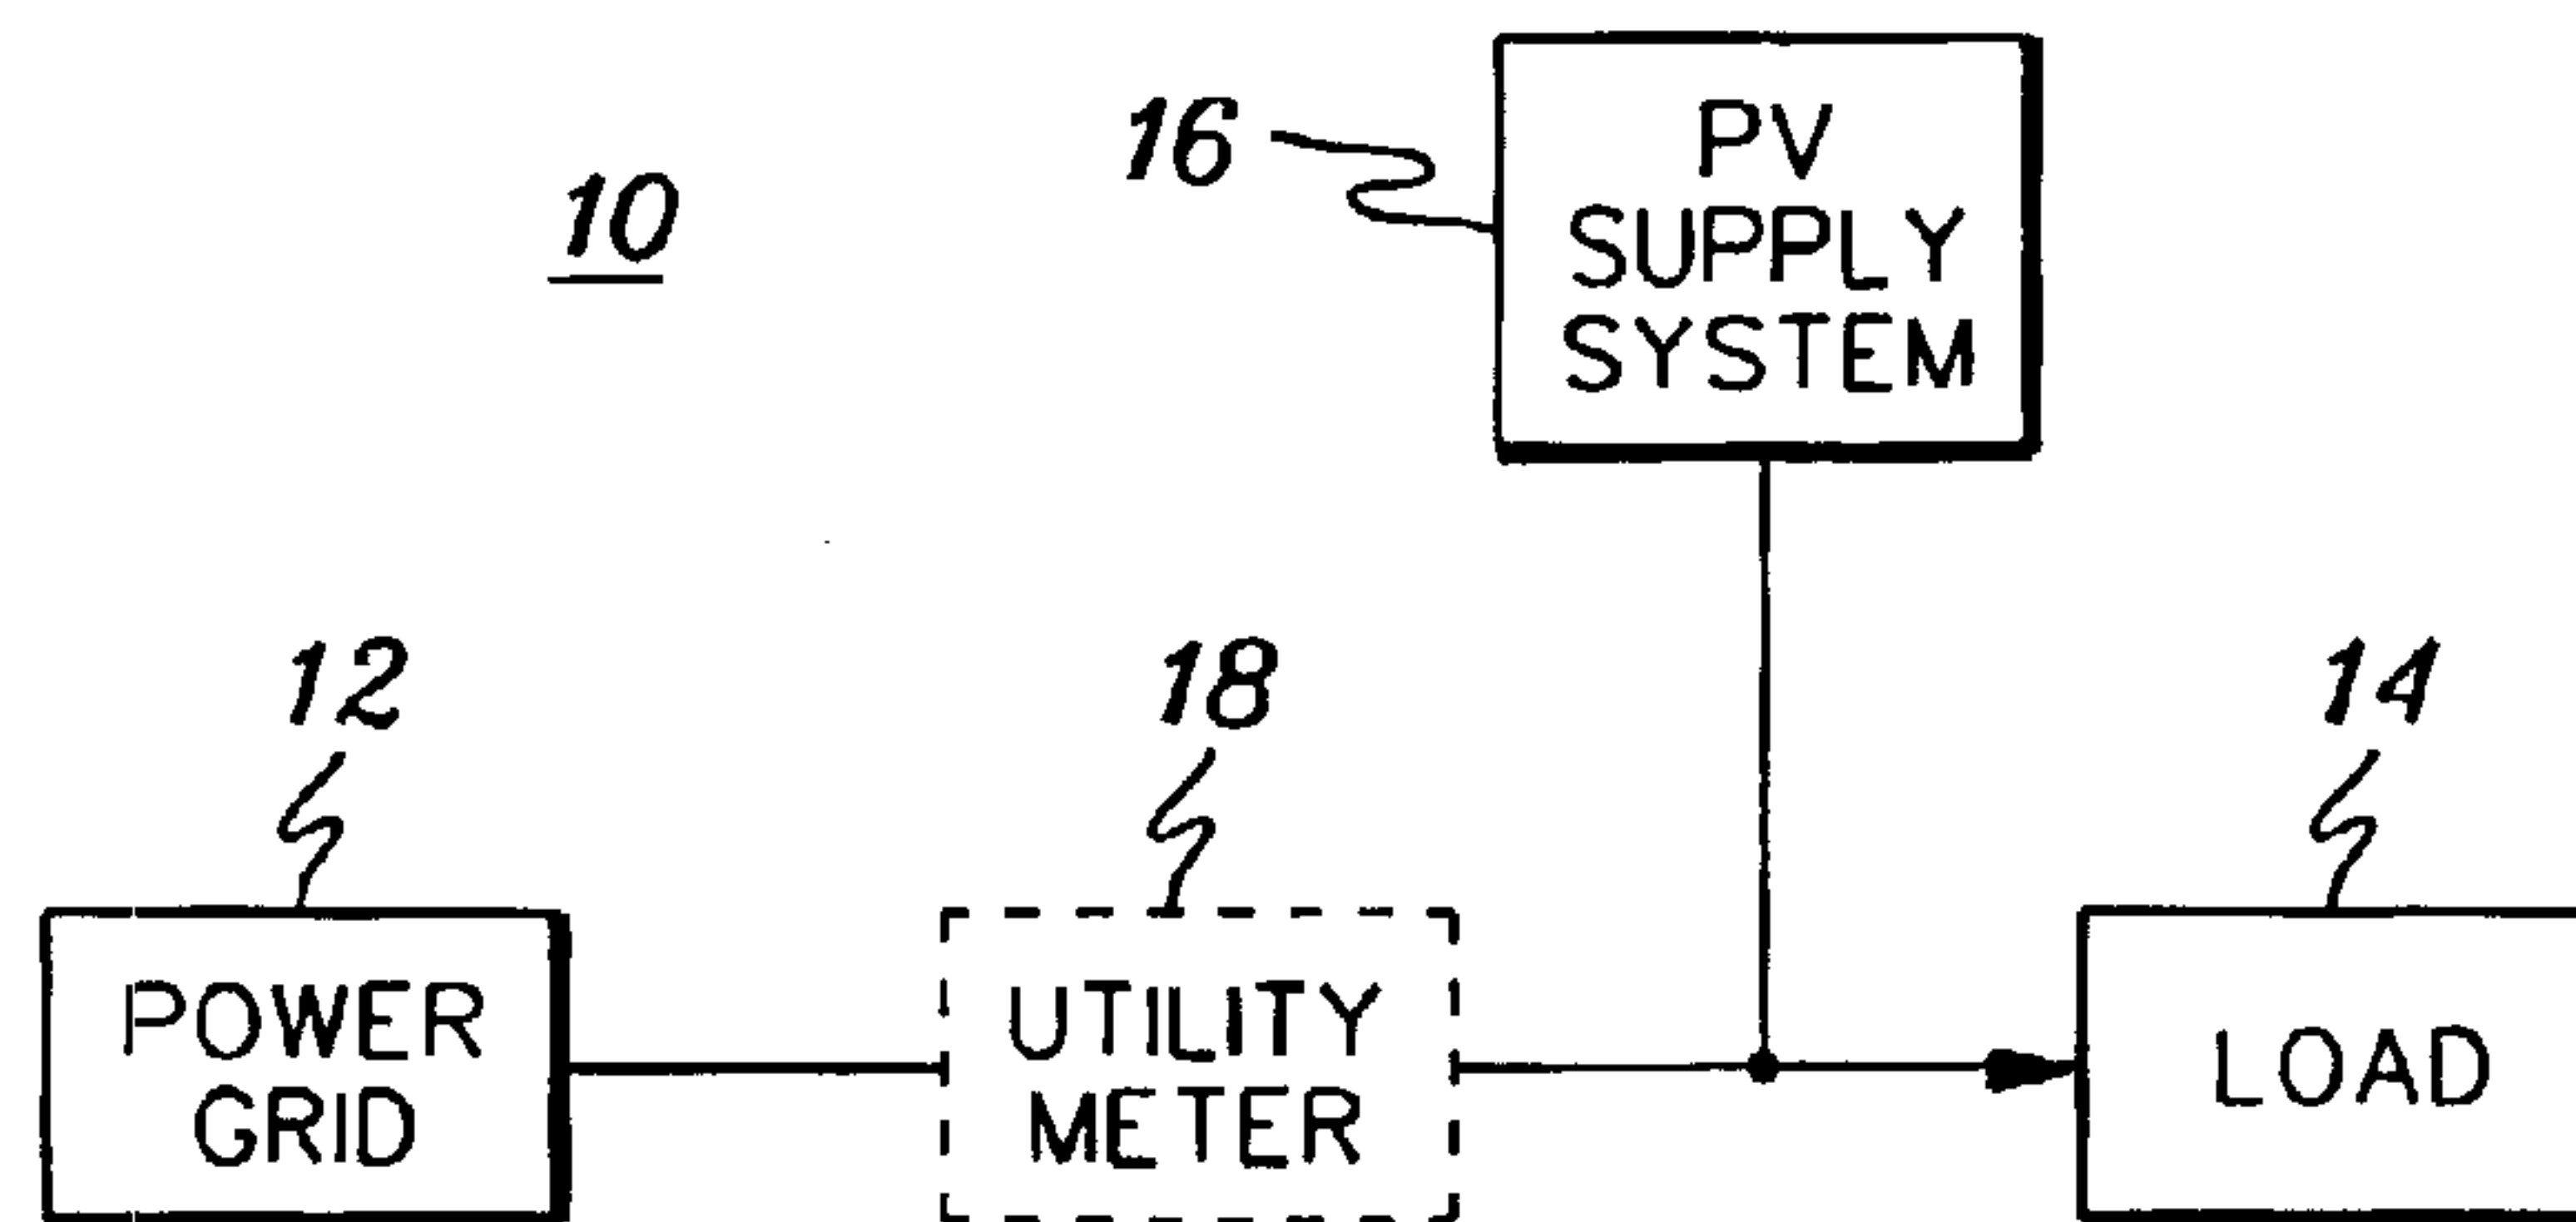 10
16
PV
SUPPLY
SYSTEM
12
18
14
POWER
GRID
UTILITY
METER
LOAD